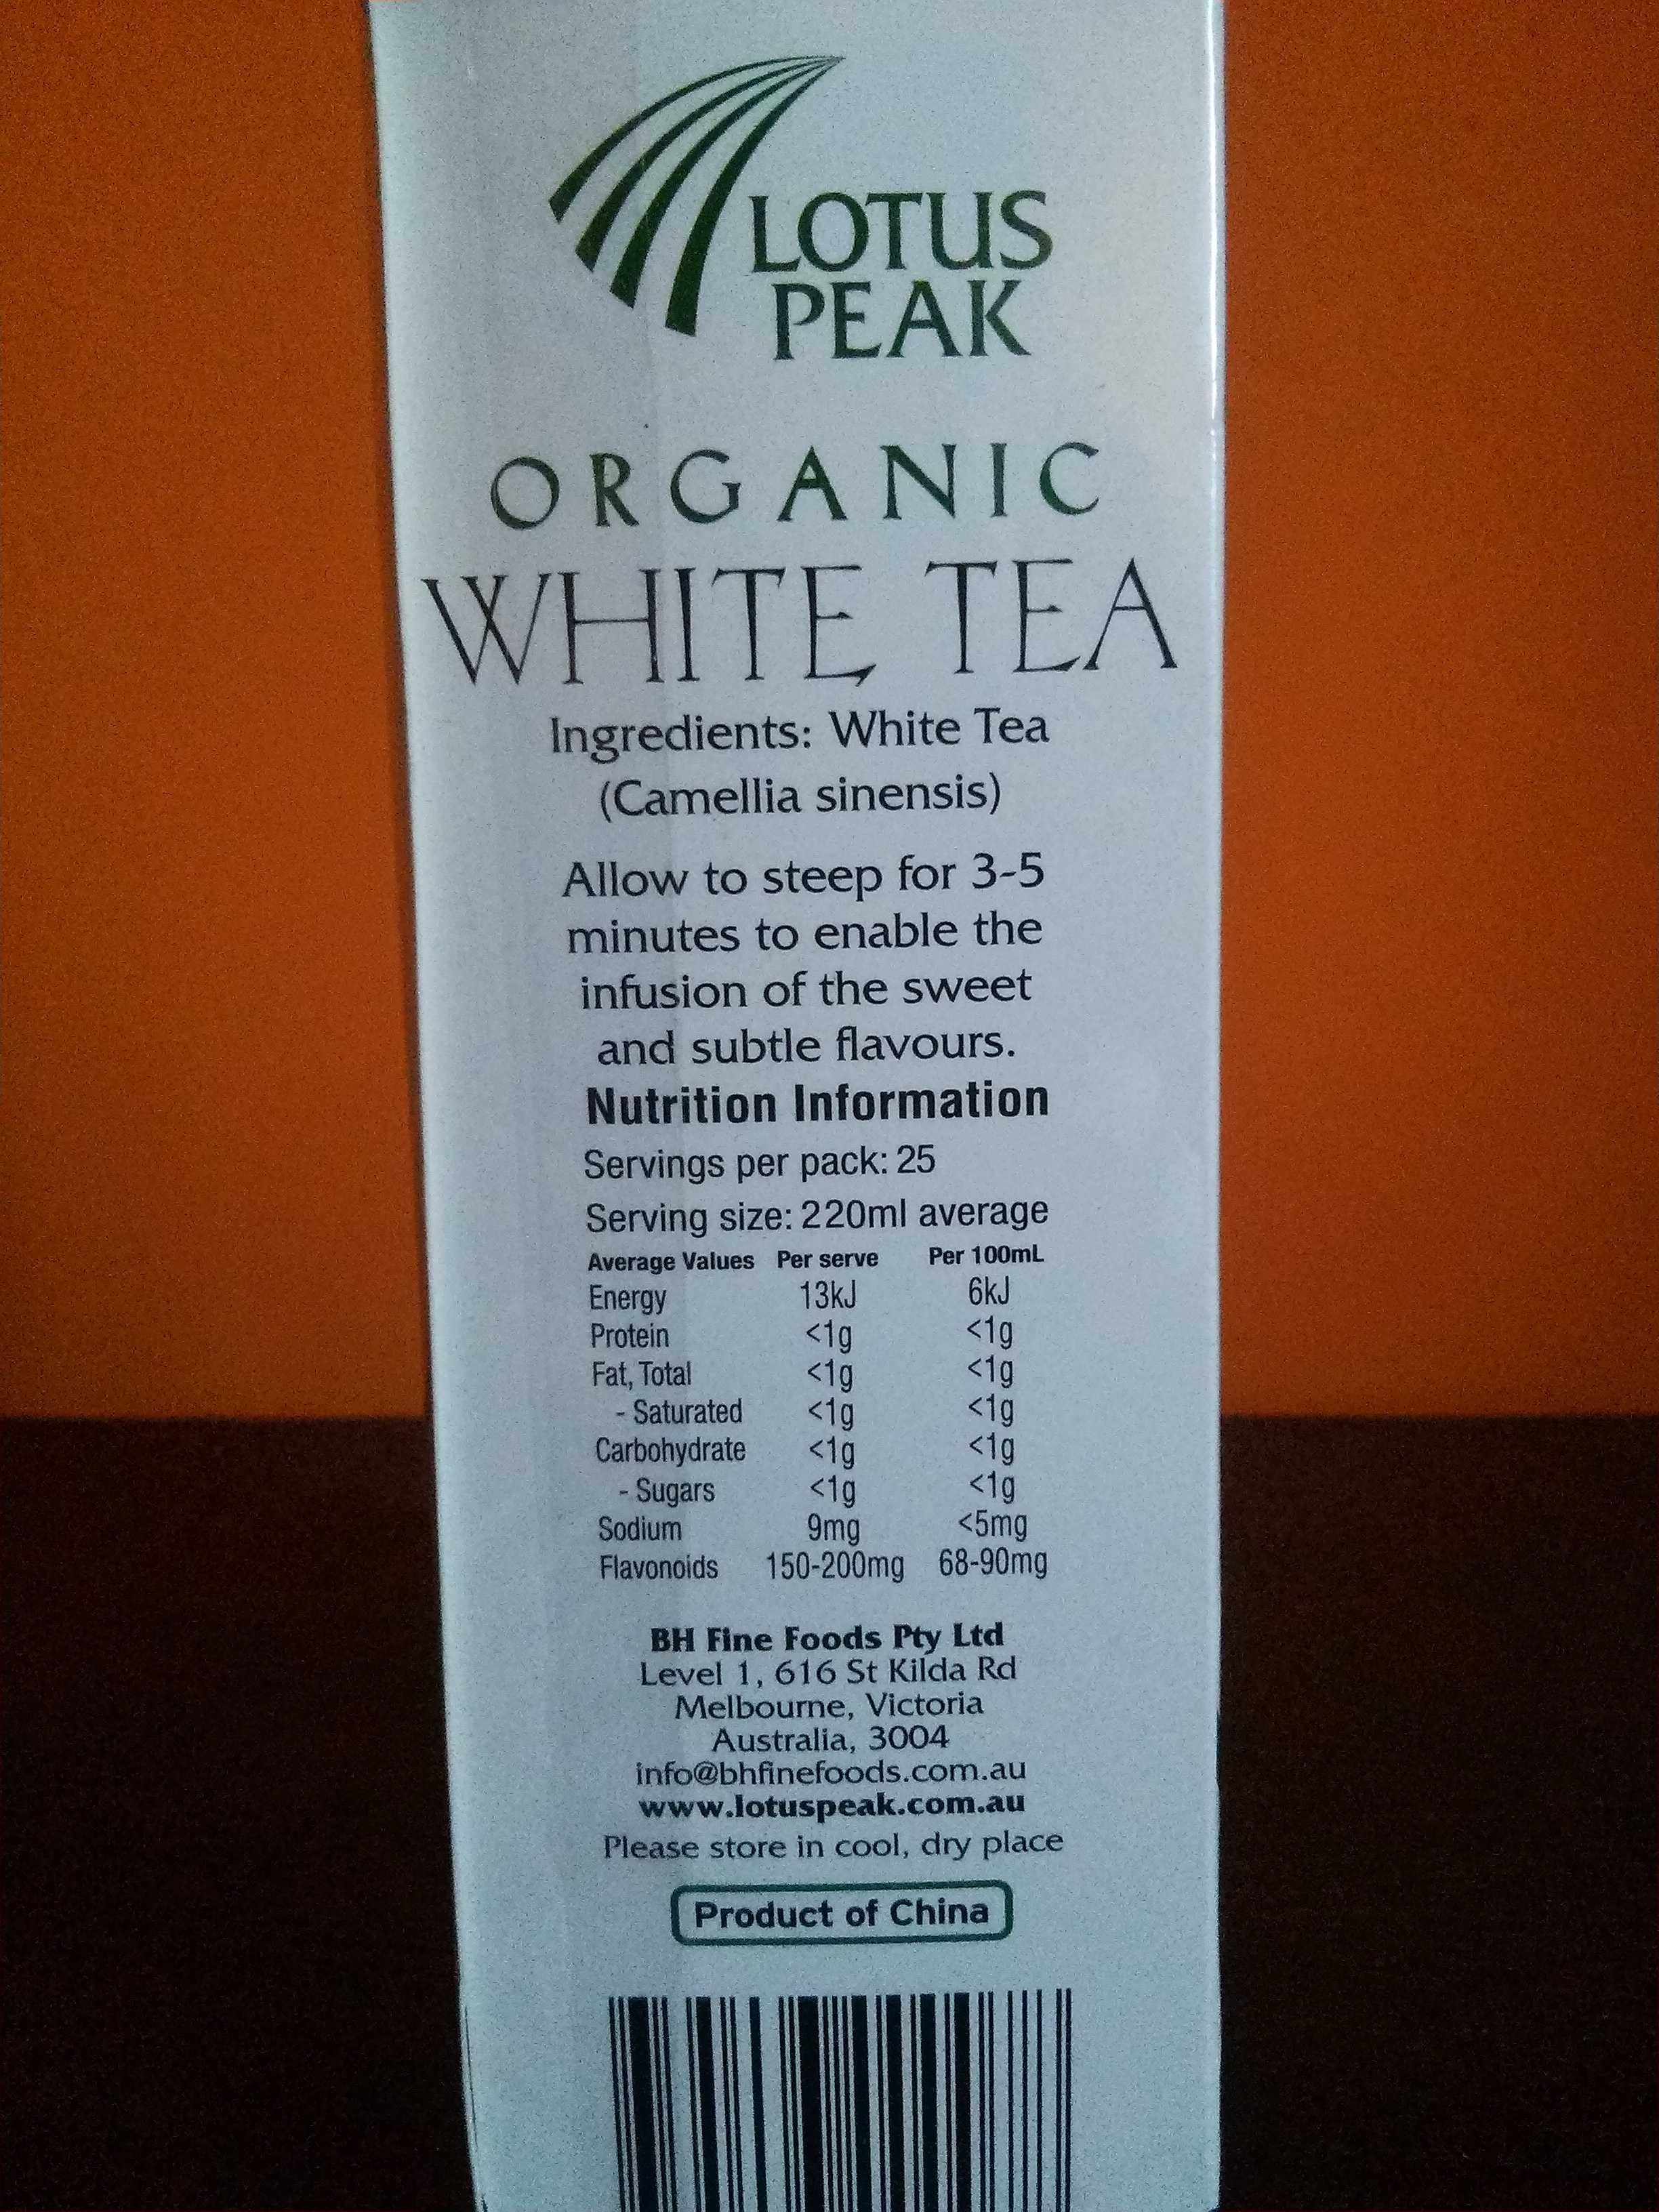 LOTUS
PEAK
ORGANIC
WHITE TEA
Ingredients: White Tea
(Camellia sinensis)
Allow to steep for 3-5
minutes to enable the
infusion of the sweet
and subtle flavours.
Nutrition Information
Servings per pack: 25
Serving size: 220ml average
Average Values Per serve Per 100mL
Energy 13kJ 6kJ
Protein <1g <1g
Fat, Total <1g <1g
- Saturated <1g <1g
Carbohydrate <1g <1g
- Sugars <1g <1g
Sodium 9mg <5mg
Flavonoids 150-200mg 68-90mg
BH Fine Foods Pty Ltd
Level 1, 616 St Kilda Rd
Melbourne, Victoria
Australia, 3004
info@bhfinefoods.com.au
www.lotuspeak.com.au
Please store in cool, dry place
Product of China